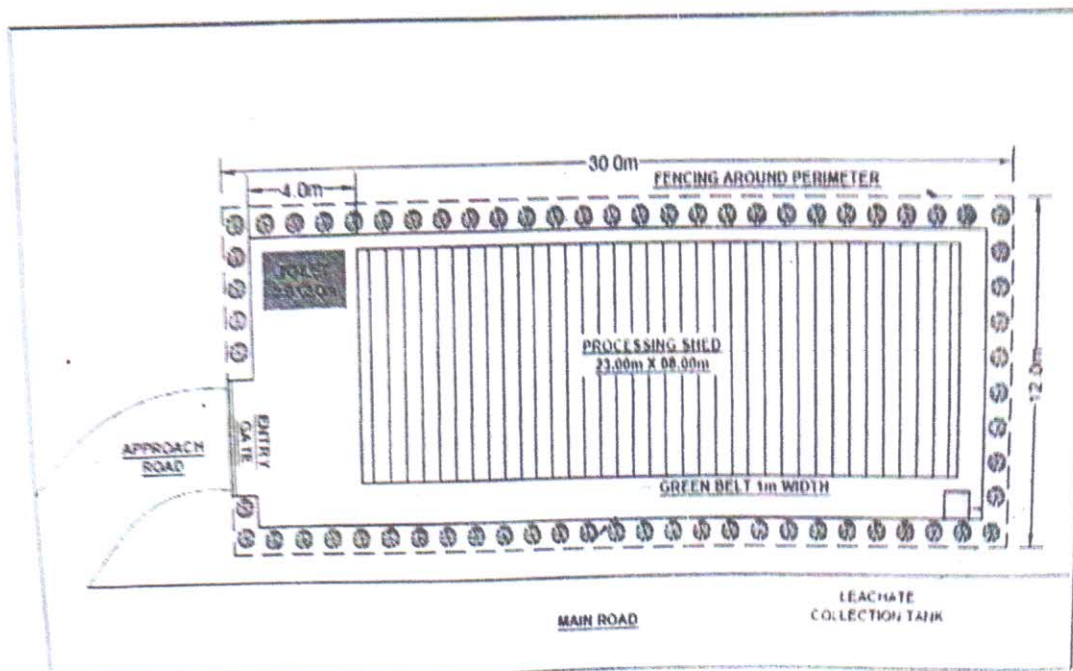 30.0m
4.0m
FENCING AROUND PERIMETER
TOILET
PROCESSING SHED
23.00m X 08.00m
12.0m
ENTRY
GATE
APPROACH
ROAD
GREEN BELT 1m WIDTH
LEACHATE
COLLECTION TANK
MAIN ROAD